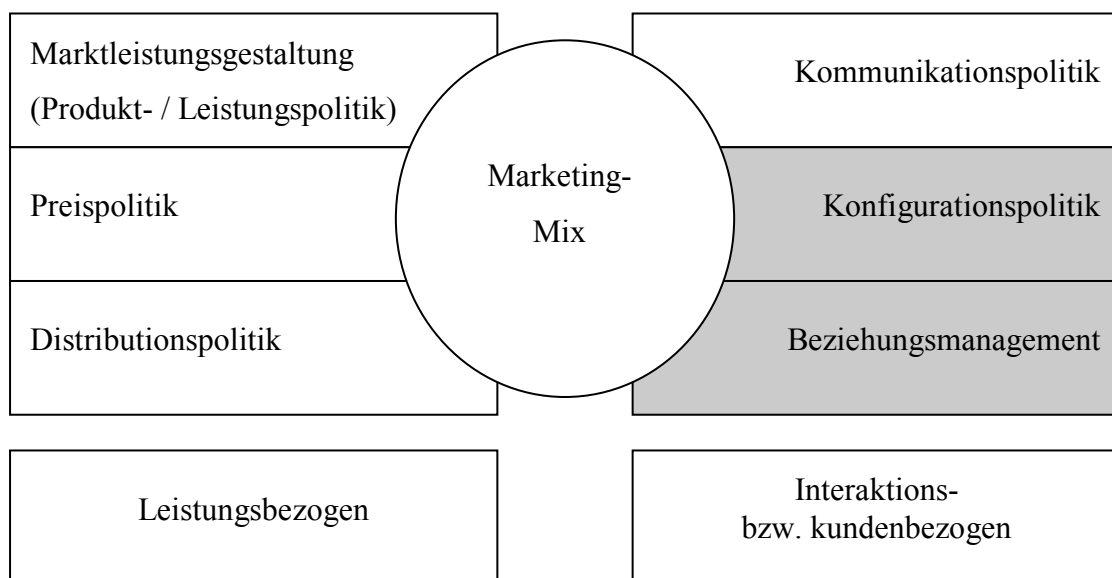 Marktleistungsgestaltung
(Produkt- / Leistungspolitik)
Preispolitik
Distributionspolitik
Marketing-
Mix
Kommunikationspolitik
Konfigurationspolitik
Beziehungsmanagement
Leistungsbezogen
Interaktions-
bzw. kundenbezogen